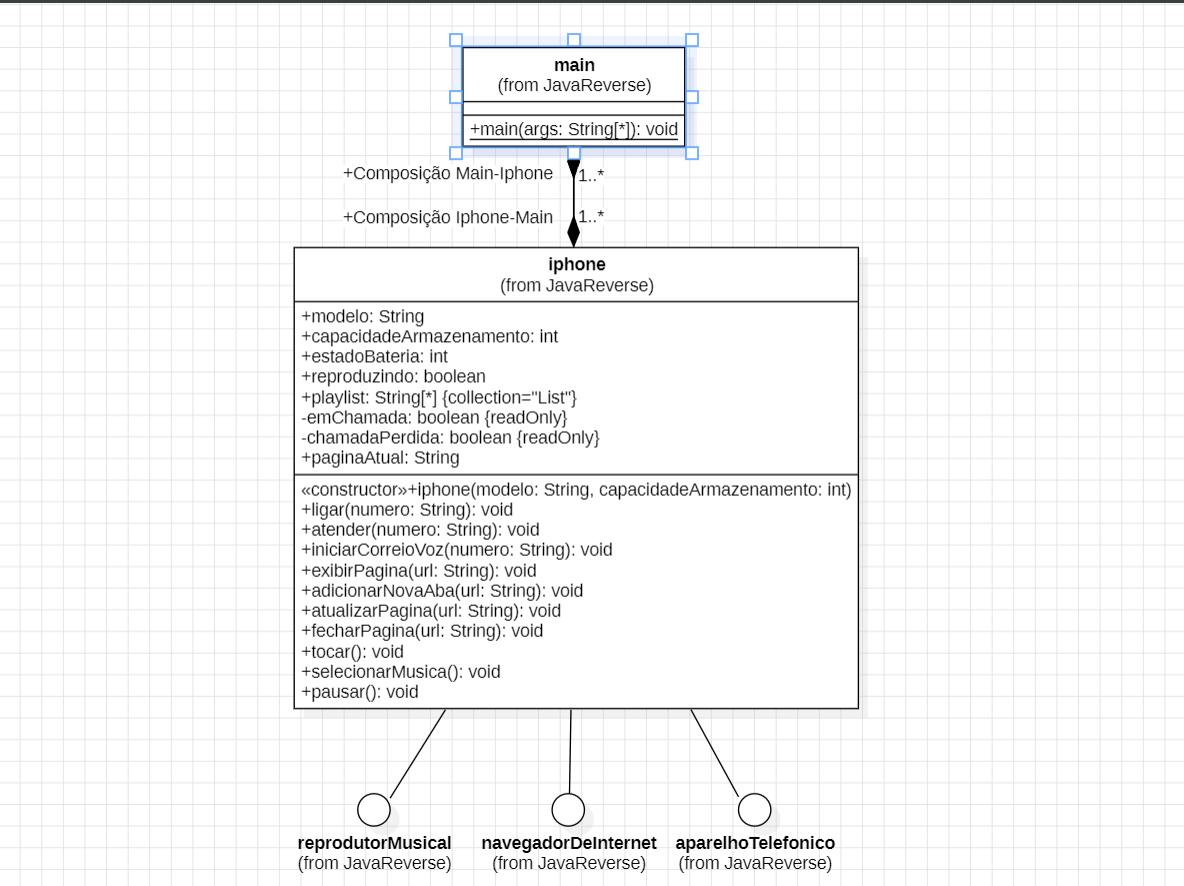 main
(from JavaReverse)
+main(args: String[*]): void
+Composição Main-Iphone
1..*
+Composição Iphone-Main
1..*
iphone
(from JavaReverse)
+modelo: String
+capacidadeArmazenamento: int
+estadoBateria: int
+reproduzindo: boolean
+playlist: String[*] {collection="List"}
-emChamada: boolean {readOnly}
-chamadaPerdida: boolean {readOnly}
+paginaAtual: String
«constructor»+iphone(modelo: String, capacidadeArmazenamento: int)
+ligar(numero: String): void
+atender(numero: String): void
+iniciarCorreioVoz(numero: String): void
+exibirPagina(url: String): void
+adicionarNovaAba(url: String): void
+atualizarPagina(url: String): void
+fecharPagina(url: String): void
+tocar(): void
+selecionarMusica(): void
+pausar(): void
reprodutorMusical
(from JavaReverse)
navegadorDeInternet
(from JavaReverse)
aparelhoTelefonico
(from JavaReverse)